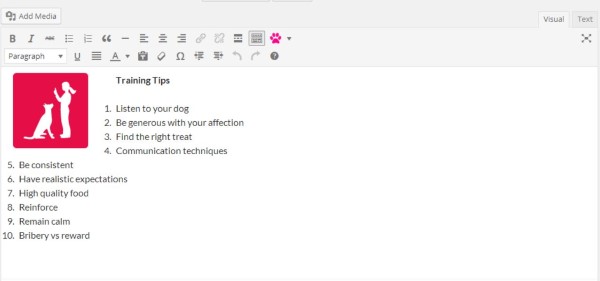 Add Media
Visual Text
B I ABC
Paragraph U A Ω
Training Tips
1. Listen to your dog
2. Be generous with your affection
3. Find the right treat
4. Communication techniques
5. Be consistent
6. Have realistic expectations
7. High quality food
8. Reinforce
9. Remain calm
10. Bribery vs reward